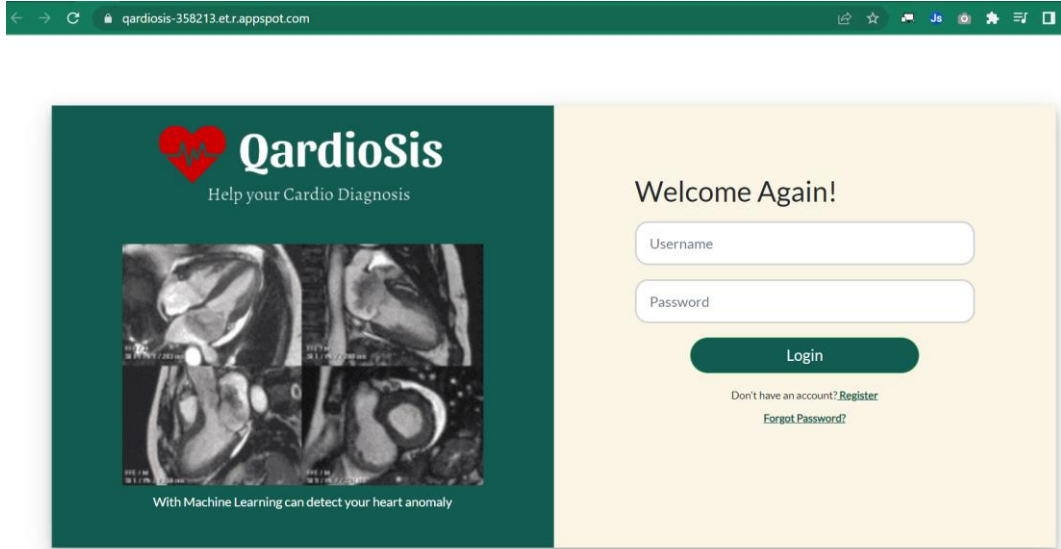 qardiosis-358213.et.r.appspot.com
Js
QardioSis
Help your Cardio Diagnosis
With Machine Learning can detect your heart anomaly
Welcome Again!
Username
Password
Login
Don't have an account? Register
Forgot Password?